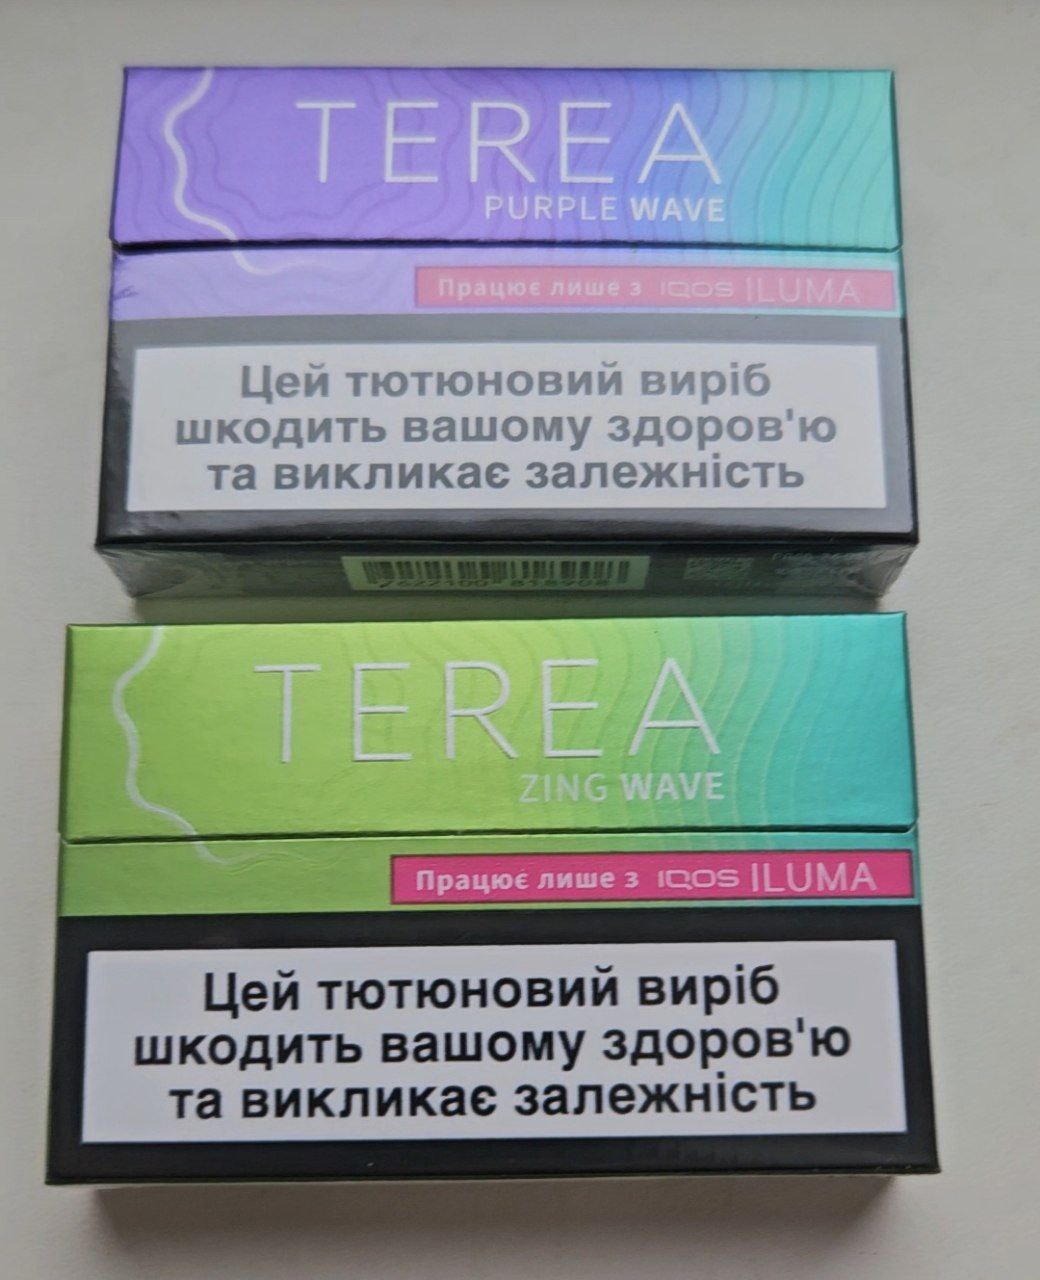 TEREA
PURPLE WAVE
Працює лише з IQOS ILUMA
Цей тютюновий виріб
шкодить вашому здоров'ю
та викликає залежність
TEREA
ZING WAVE
Працює лише з IQOS ILUMA
Цей тютюновий виріб
шкодить вашому здоров'ю
та викликає залежність